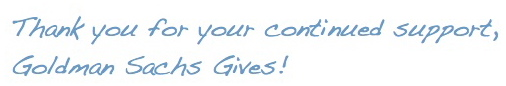 Thank you for your continued support,
Goldman Sachs Gives!